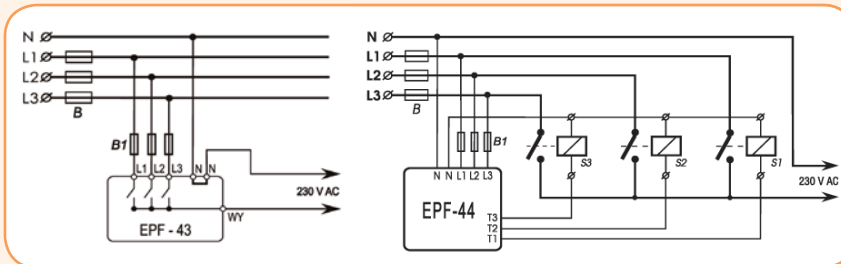 N
L1
L2
L3
B
B1
L1 L2 L3 N N
230 V AC
WY
EPF - 43
N
L1
L2
L3
B
B1
N N L1 L2 L3
S3
S2
S1
230 V AC
EPF-44
T3
T2
T1